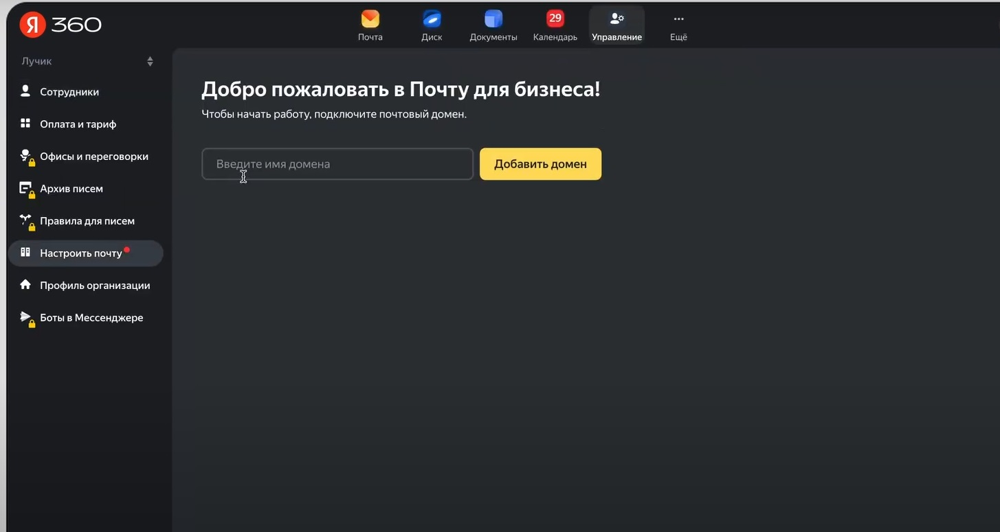 Я 360
Почта
Диск
Документы
29
Календарь
Управление
Ещё
Лучик
Сотрудники
Оплата и тариф
Офисы и переговорки
Архив писем
Правила для писем
Настроить почту
Профиль организации
Боты в Мессенджере
Добро пожаловать в Почту для бизнеса!
Чтобы начать работу, подключите почтовый домен.
Введите имя домена
Добавить домен